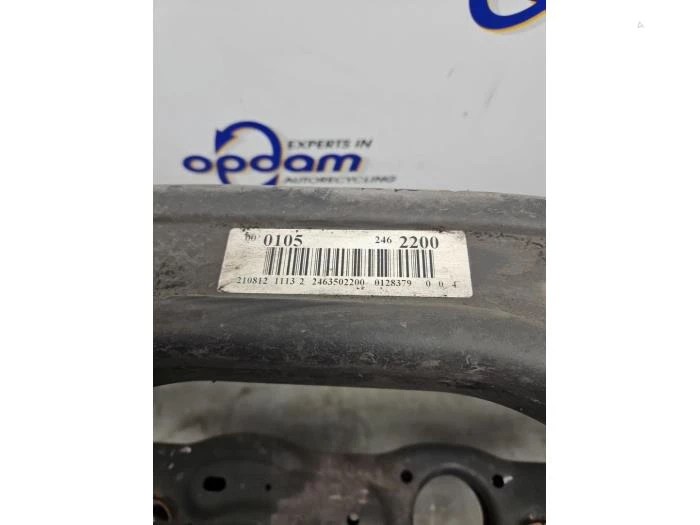 EXPERTS IN
opdam
AUTORECYCLING
0105 246 2200
210812 1113 2 2463502200 0128379 0 0 4